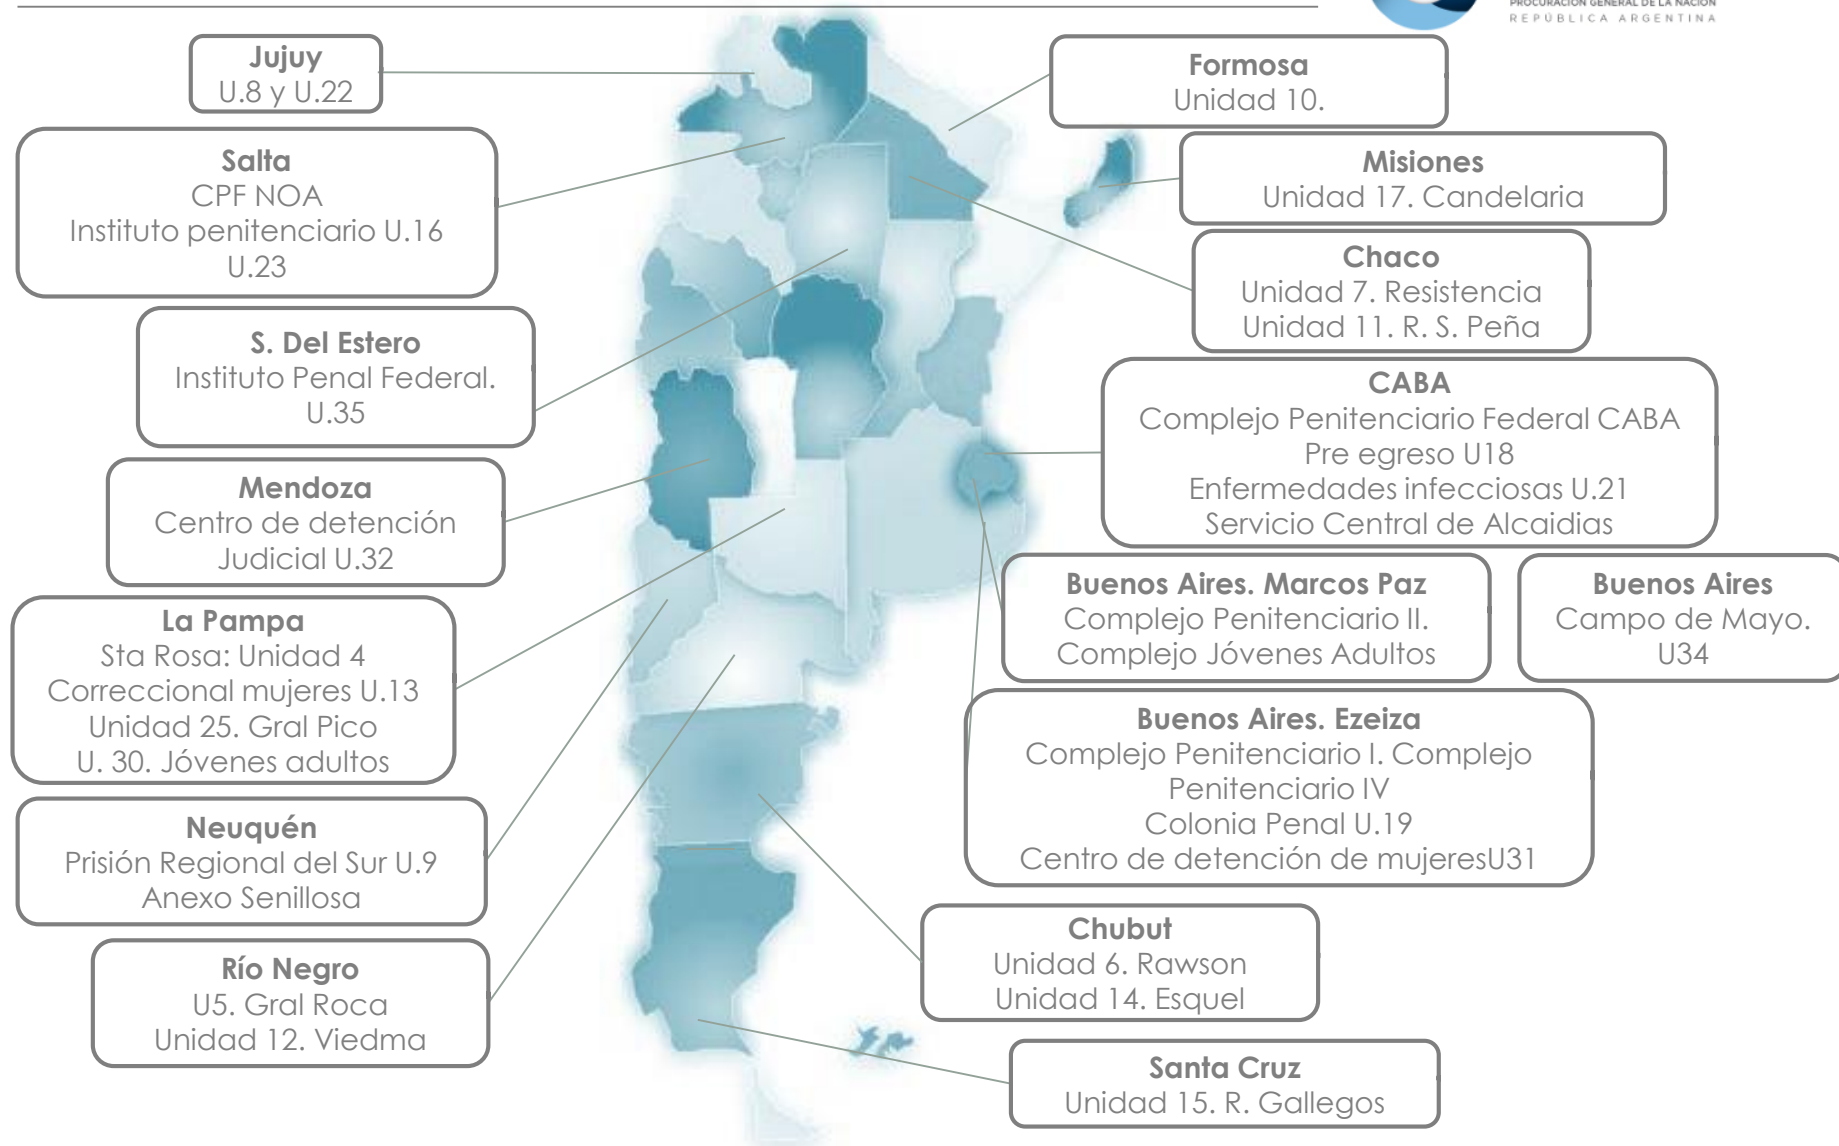 PROCURACIÓN GENERAL DE LA NACIÓN
REPÚBLICA ARGENTINA
Jujuy
U.8 y U.22
Formosa
Unidad 10.
Salta
CPF NOA
Instituto penitenciario U.16
U.23
Misiones
Unidad 17. Candelaria
Chaco
Unidad 7. Resistencia
Unidad 11. R. S. Peña
S. Del Estero
Instituto Penal Federal.
U.35
CABA
Complejo Penitenciario Federal CABA
Pre egreso U18
Enfermedades infecciosas U.21
Servicio Central de Alcaidias
Mendoza
Centro de detención
Judicial U.32
Buenos Aires. Marcos Paz
Complejo Penitenciario II.
Complejo Jóvenes Adultos
Buenos Aires
Campo de Mayo.
U34
La Pampa
Sta Rosa: Unidad 4
Correccional mujeres U.13
Unidad 25. Gral Pico
U. 30. Jóvenes adultos
Buenos Aires. Ezeiza
Complejo Penitenciario I. Complejo
Penitenciario IV
Colonia Penal U.19
Centro de detención de mujeresU31
Neuquén
Prisión Regional del Sur U.9
Anexo Senillosa
Chubut
Unidad 6. Rawson
Unidad 14. Esquel
Río Negro
U5. Gral Roca
Unidad 12. Viedma
Santa Cruz
Unidad 15. R. Gallegos